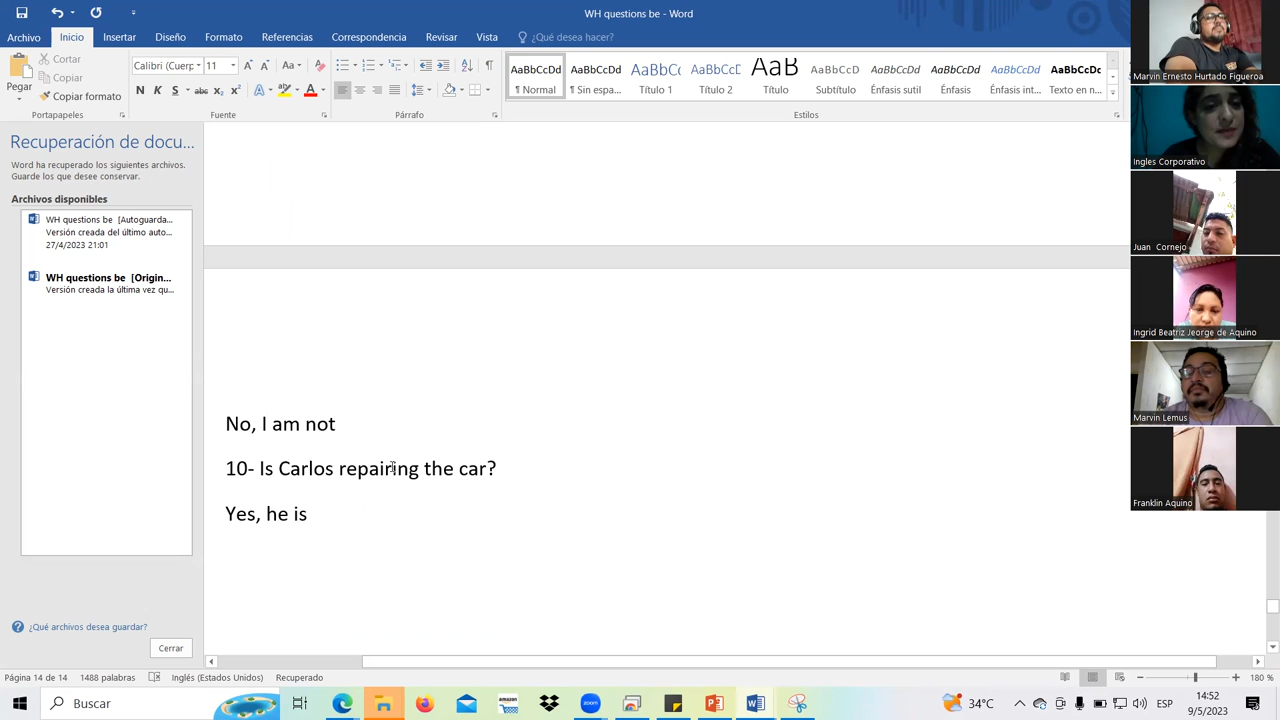 WH questions be - Word
Archivo Inicio Insertar Diseño Formato Referencias Correspondencia Revisar Vista ¿Qué desea hacer?
Pegar
Cortar
Copiar
Copiar formato
Portapapeles
Calibri (Cuerp 11
N K S abc x₂ x²
Fuente
Párrafo
AaBbCcDd AaBbCcDd AaBbCc AaBbCcD AaB AaBbCcD AaBbCcDd AaBbCcDd AaBbCcDd AaBbCcDc
¶ Normal ¶ Sin espa... Título 1 Título 2 Título Subtítulo Énfasis sutil Énfasis Énfasis int... Texto en n...
Estilos
Recuperación de docu...
Word ha recuperado los siguientes archivos.
Guarde los que desee conservar.
Archivos disponibles
WH questions be [Autoguarda...
Versión creada del último auto...
27/4/2023 21:01
WH questions be [Origin...
Versión creada la última vez qu...
¿Qué archivos desea guardar?
Cerrar
No, I am not
10- Is Carlos repairing the car?
Yes, he is
Marvin Ernesto Hurtado Figueroa
Ingles Corporativo
Juan Cornejo
Ingrid Beatriz Jeorge de Aquino
Marvin Lemus
Franklin Aquino
Página 14 de 14 1488 palabras Inglés (Estados Unidos) Recuperado 180 %
Buscar
amazon
zoom
34°C
ESP
14:52
9/5/2023